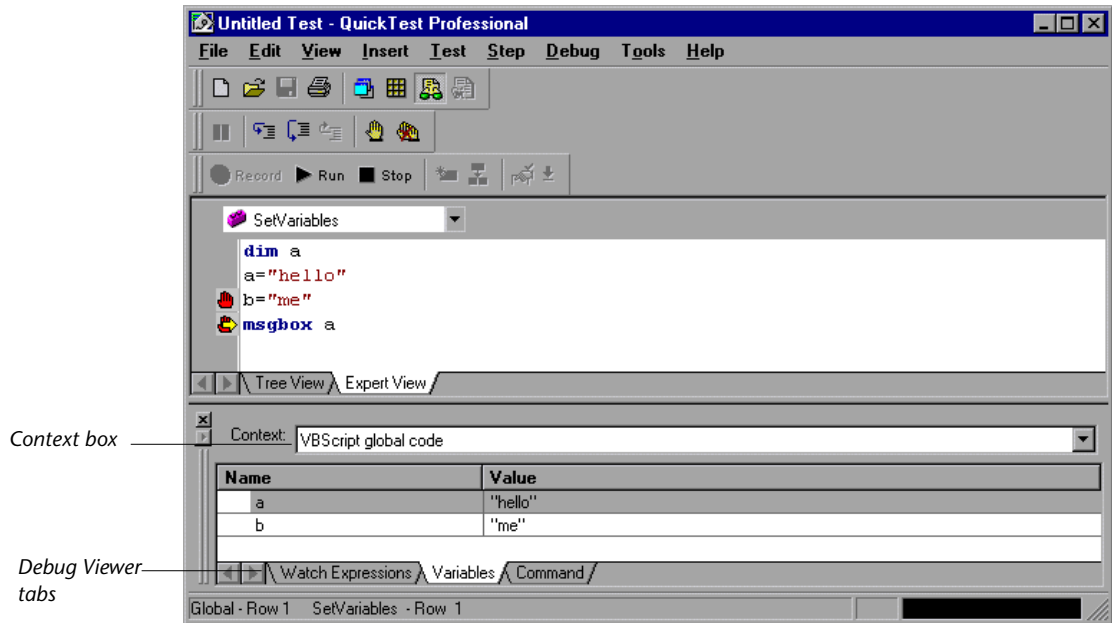 Untitled Test - QuickTest Professional
File Edit View Insert Test Step Debug Tools Help
Record Run Stop
SetVariables
dim a
a="hello"
b="me"
msgbox a
Tree View Expert View
Context box
Context: VBScript global code
Name Value
a "hello"
b "me"
Debug Viewer
tabs
Watch Expressions Variables Command
Global - Row 1 SetVariables - Row 1